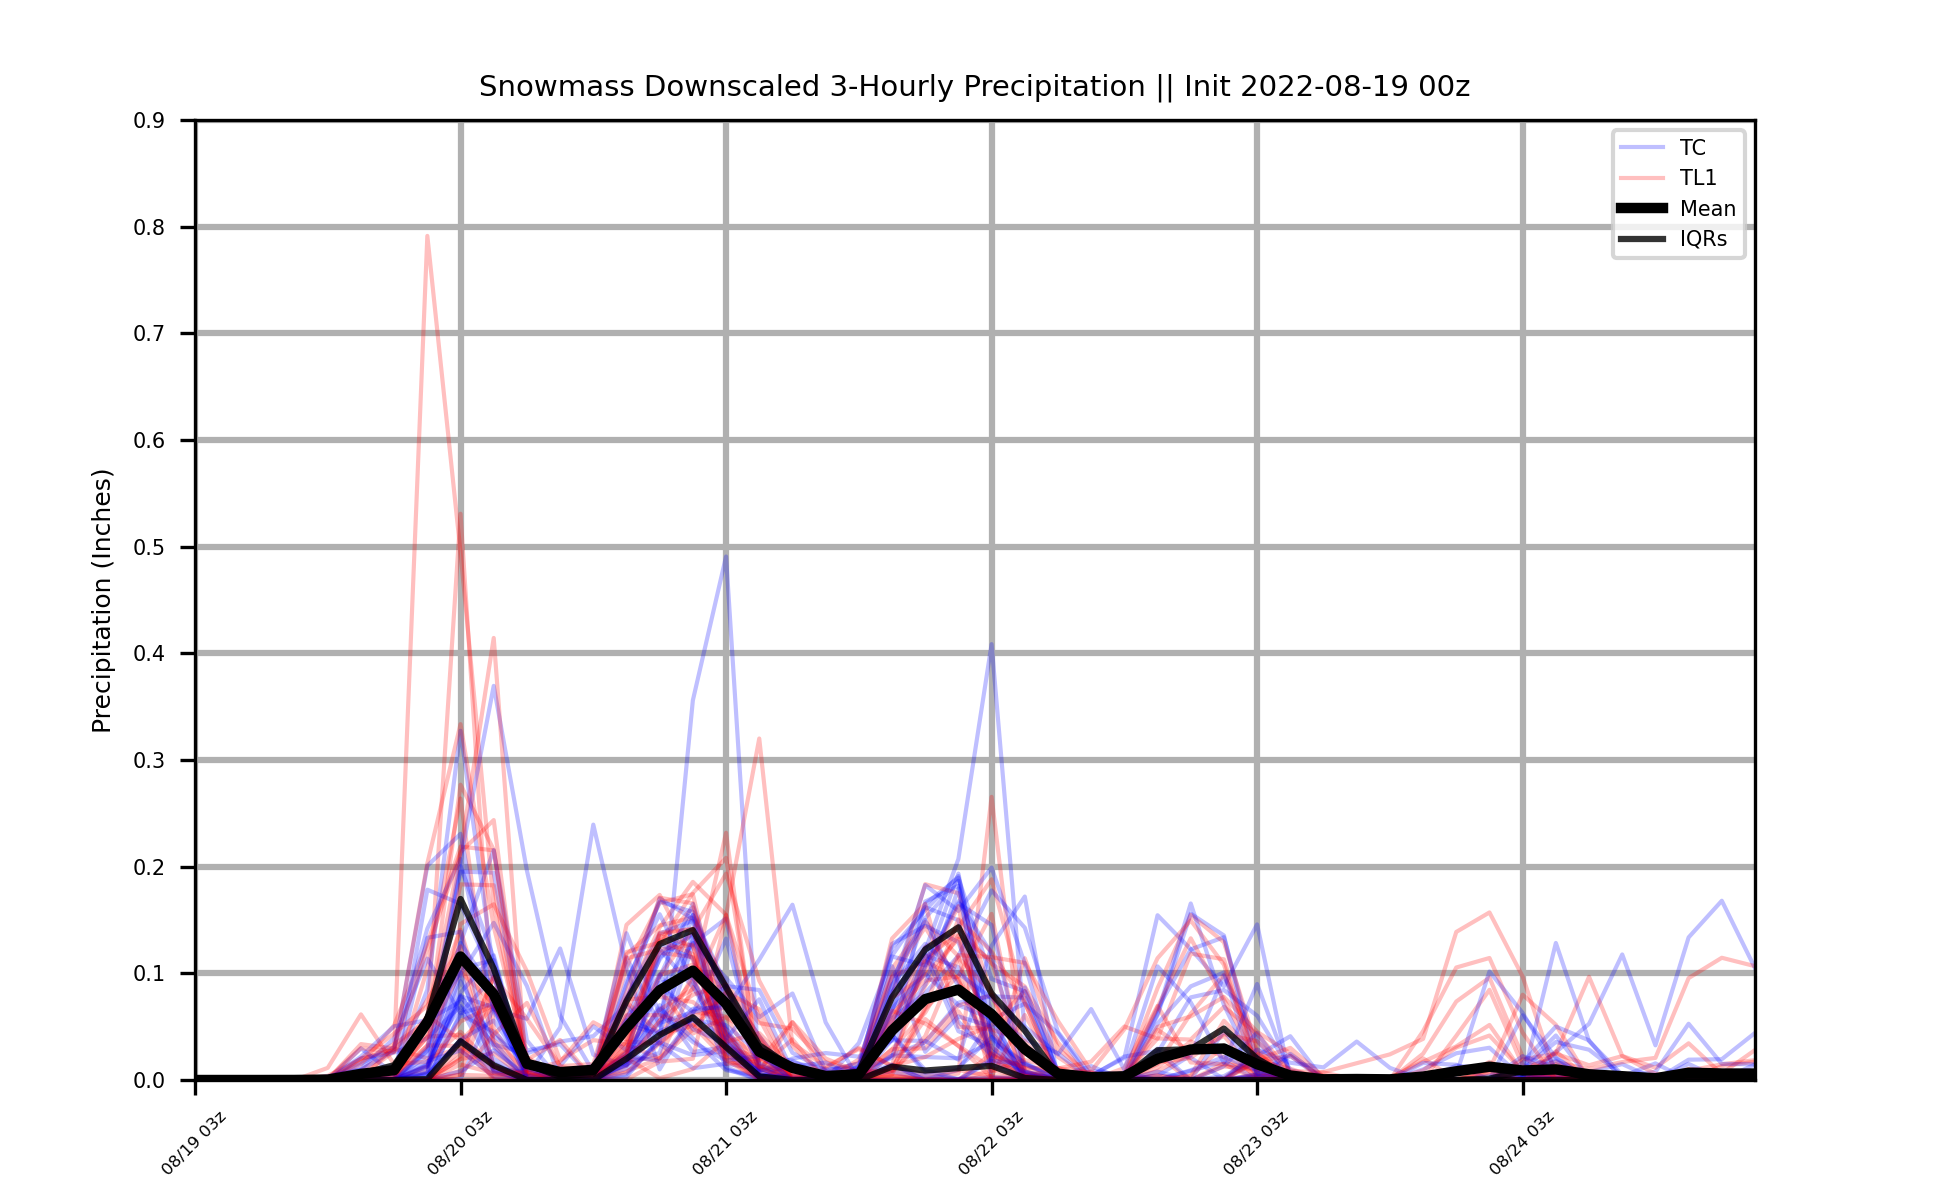 Snowmass Downscaled 3-Hourly Precipitation || Init 2022-08-19 00z
TC
TL1
Mean
IQRs
Precipitation (Inches)
0.9
0.8
0.7
0.6
0.5
0.4
0.3
0.2
0.1
0.0
08/19 03z
08/20 03z
08/21 03z
08/22 03z
08/23 03z
08/24 03z